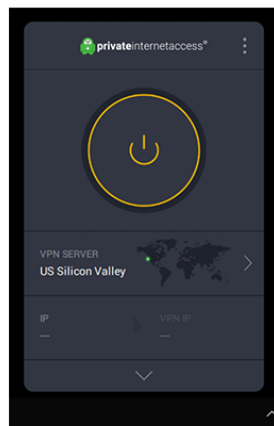 privateinternetaccess®
VPN SERVER
US Silicon Valley
IP
VPN IP
—
—